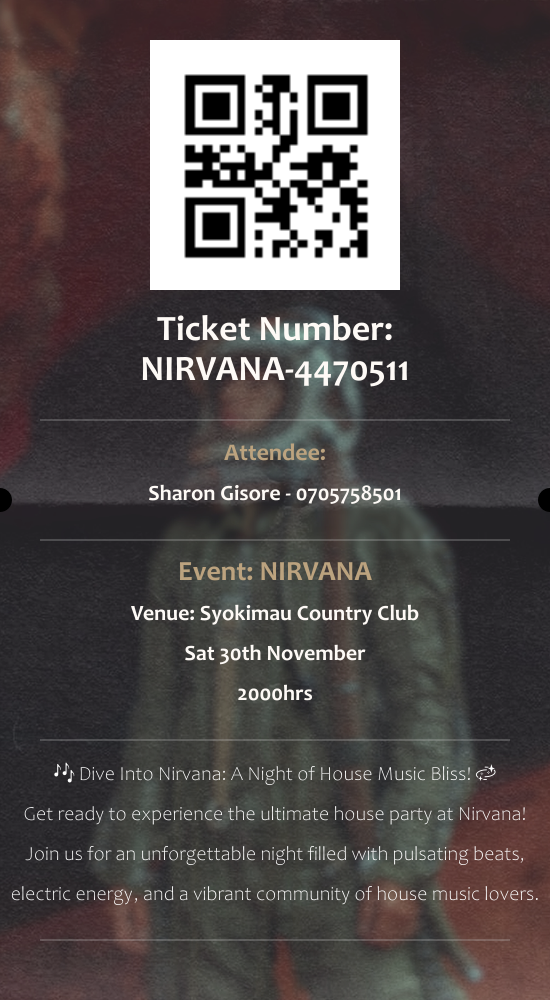 Ticket Number:
NIRVANA-4470511
Attendee:
Sharon Gisore - 0705758501
Event: NIRVANA
Venue: Syokimau Country Club
Sat 30th November
2000hrs
🎶 Dive Into Nirvana: A Night of House Music Bliss! 💫
Get ready to experience the ultimate house party at Nirvana!
Join us for an unforgettable night filled with pulsating beats,
electric energy, and a vibrant community of house music lovers.